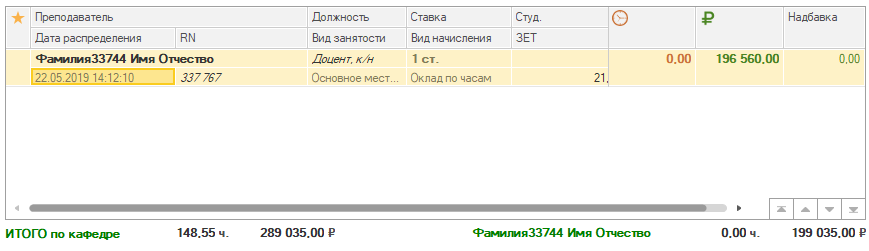 Преподаватель Должность Ставка Студ. Надбавка
Дата распределения RN Вид занятости Вид начисления ЗЕТ
Фамилия33744 Имя Отчество Доцент, к/н 1 ст. 0,00 196 560,00 0,00
22.05.2019 14:12:10 337 767 Основное мест... Оклад по часам 21,
ИТОГО по кафедре 148,55 ч. 289 035,00 ₽ Фамилия33744 Имя Отчество 0,00 ч. 199 035,00 ₽